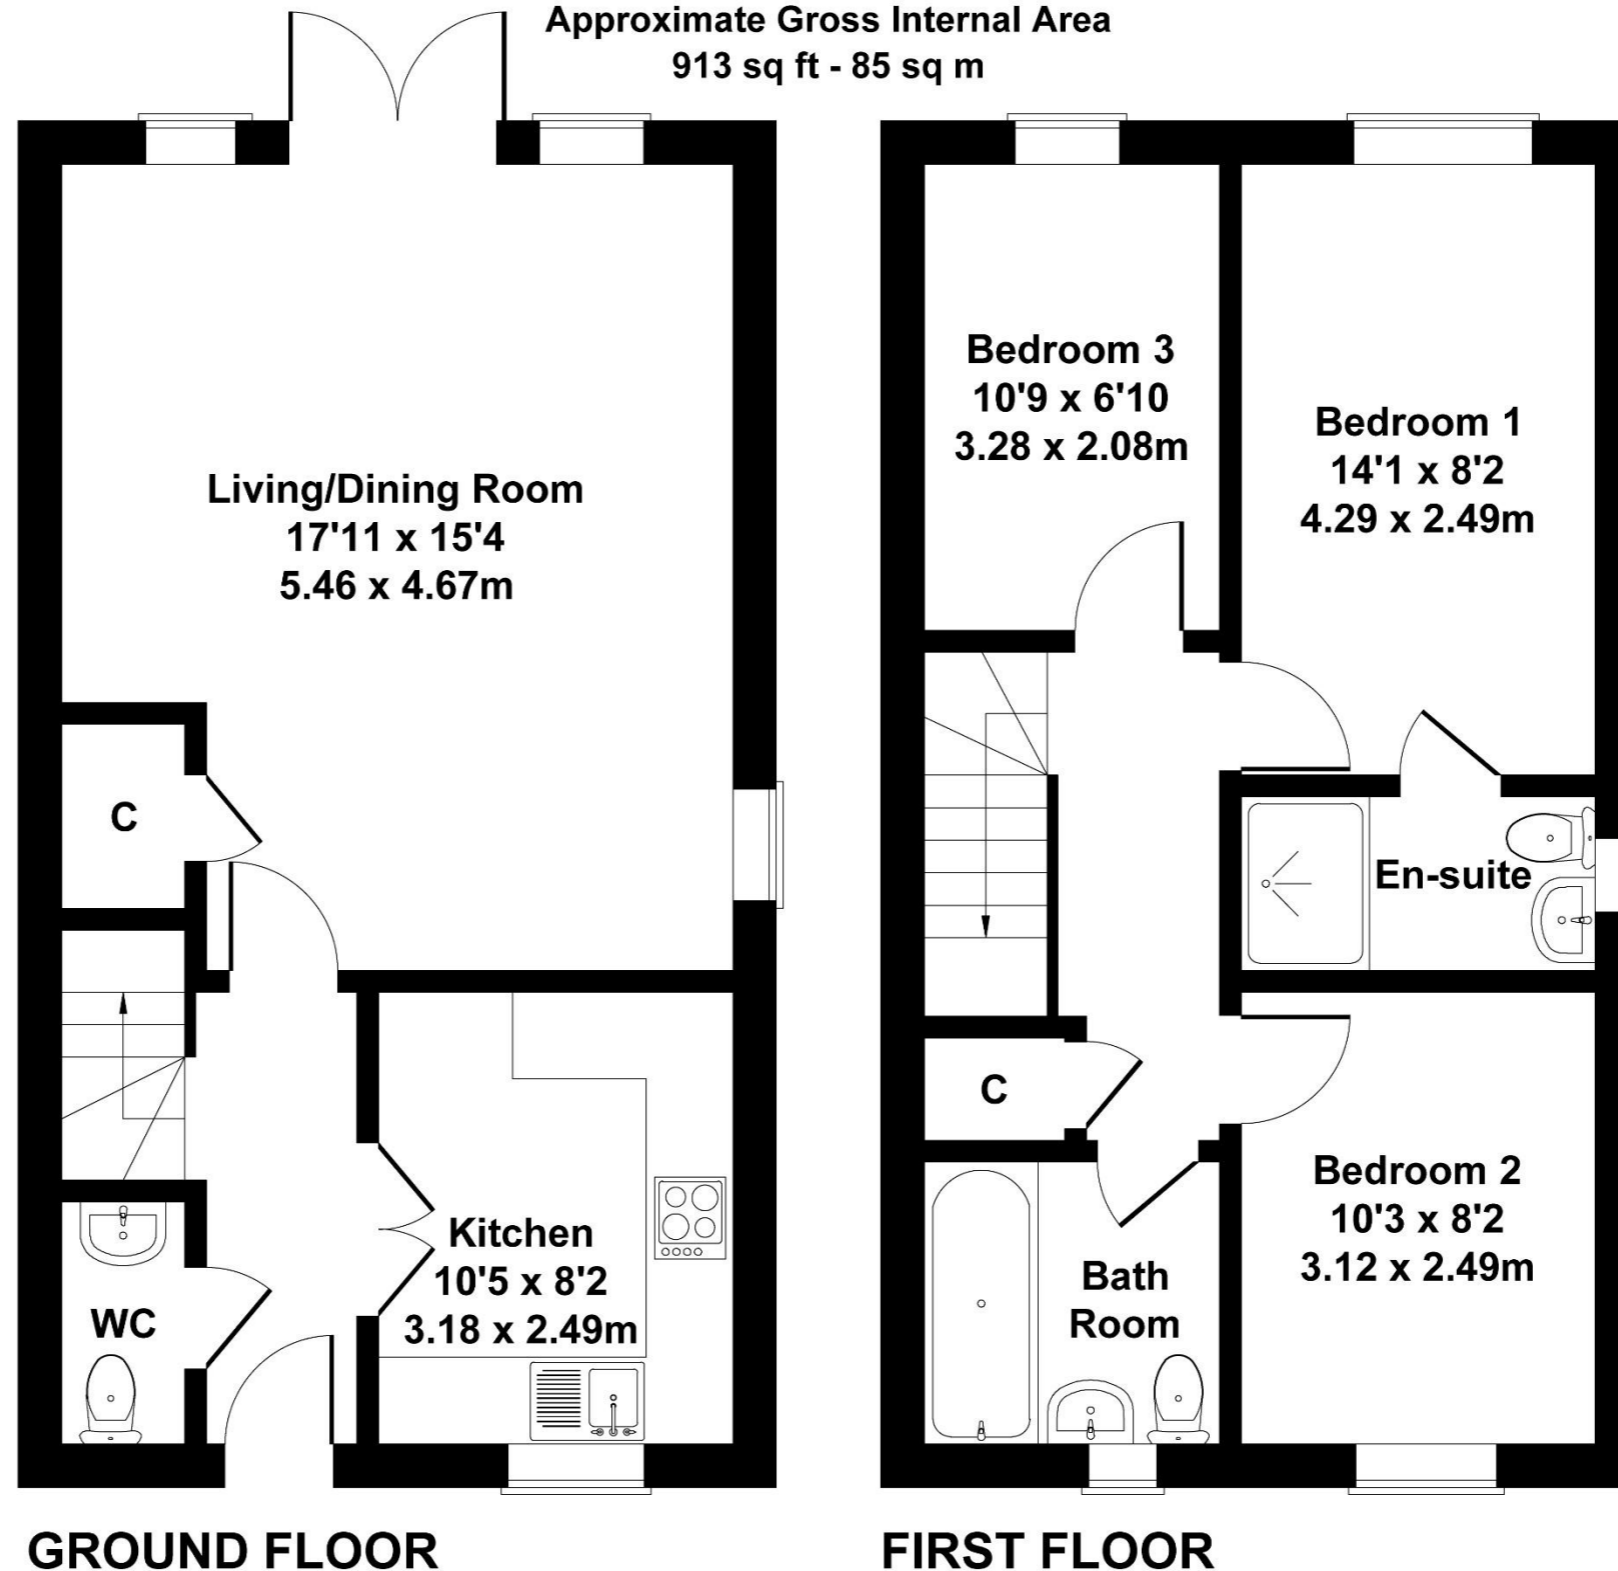 Approximate Gross Internal Area
913 sq ft - 85 sq m
Living/Dining Room
17'11 x 15'4
5.46 x 4.67m
C
WC
Kitchen
10'5 x 8'2
3.18 x 2.49m
GROUND FLOOR
Bedroom 3
10'9 x 6'10
3.28 x 2.08m
Bedroom 1
14'1 x 8'2
4.29 x 2.49m
En-suite
C
Bath
Room
Bedroom 2
10'3 x 8'2
3.12 x 2.49m
FIRST FLOOR